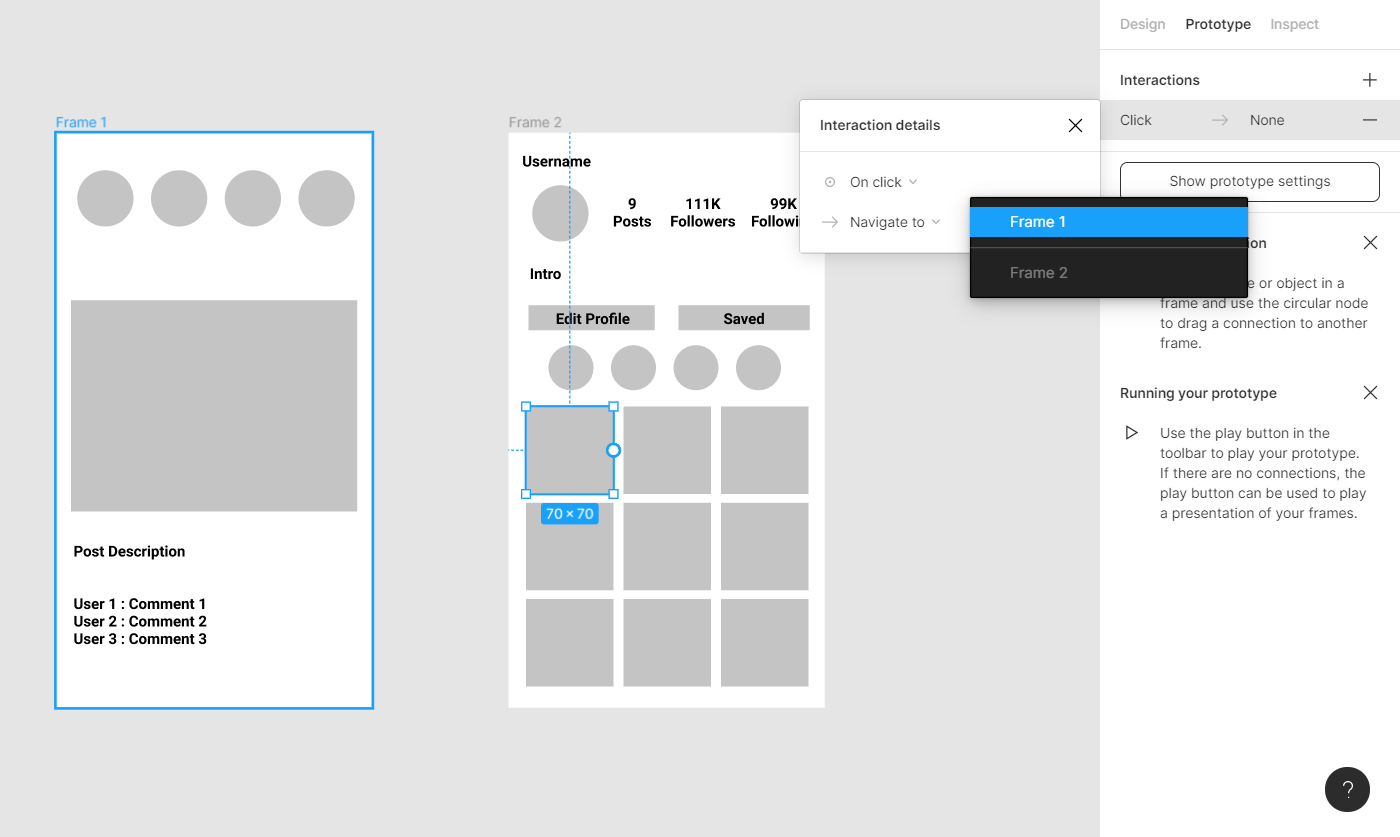 Design Prototype Inspect
Interactions
Click None
Show prototype settings
ion
e or object in a
frame and use the circular node
to drag a connection to another
frame.
Running your prototype
Use the play button in the
toolbar to play your prototype.
If there are no connections, the
play button can be used to play
a presentation of your frames.
?
Interaction details
On click
Navigate to
Frame 1
Frame 2
Frame 1
Post Description
User 1 : Comment 1
User 2 : Comment 2
User 3 : Comment 3
Frame 2
Username
9 111K 99K
Posts Followers Followi
Intro
Edit Profile Saved
70 × 70